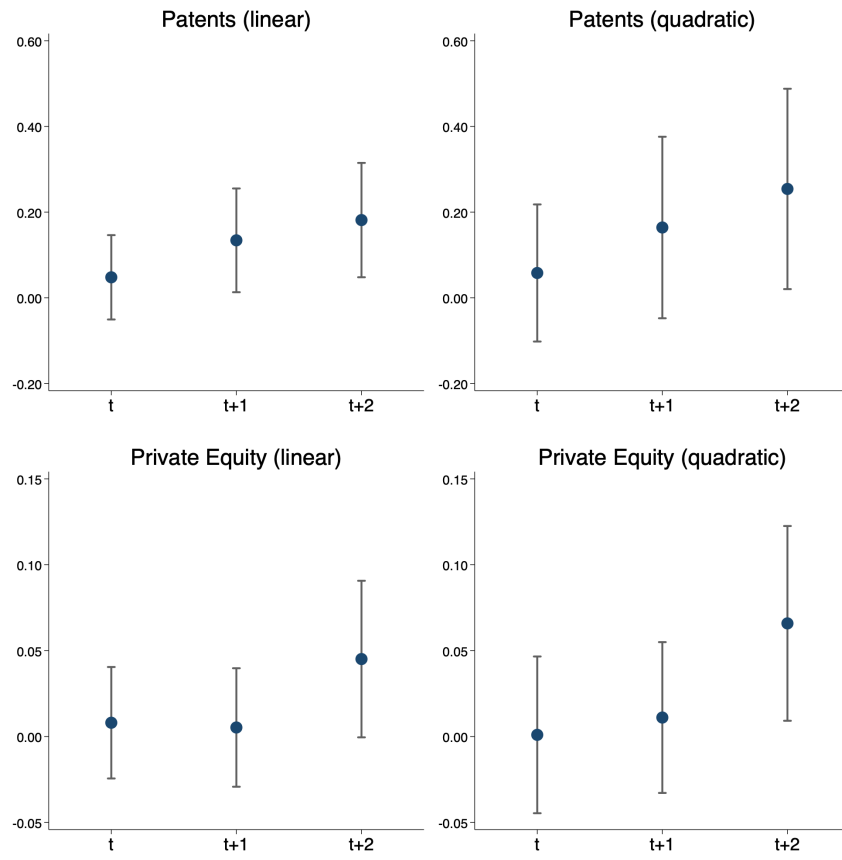 Patents (linear)
0.60
0.40
0.20
0.00
-0.20
t t+1 t+2
Patents (quadratic)
0.60
0.40
0.20
0.00
-0.20
t t+1 t+2
Private Equity (linear)
0.15
0.10
0.05
0.00
-0.05
t t+1 t+2
Private Equity (quadratic)
0.15
0.10
0.05
0.00
-0.05
t t+1 t+2